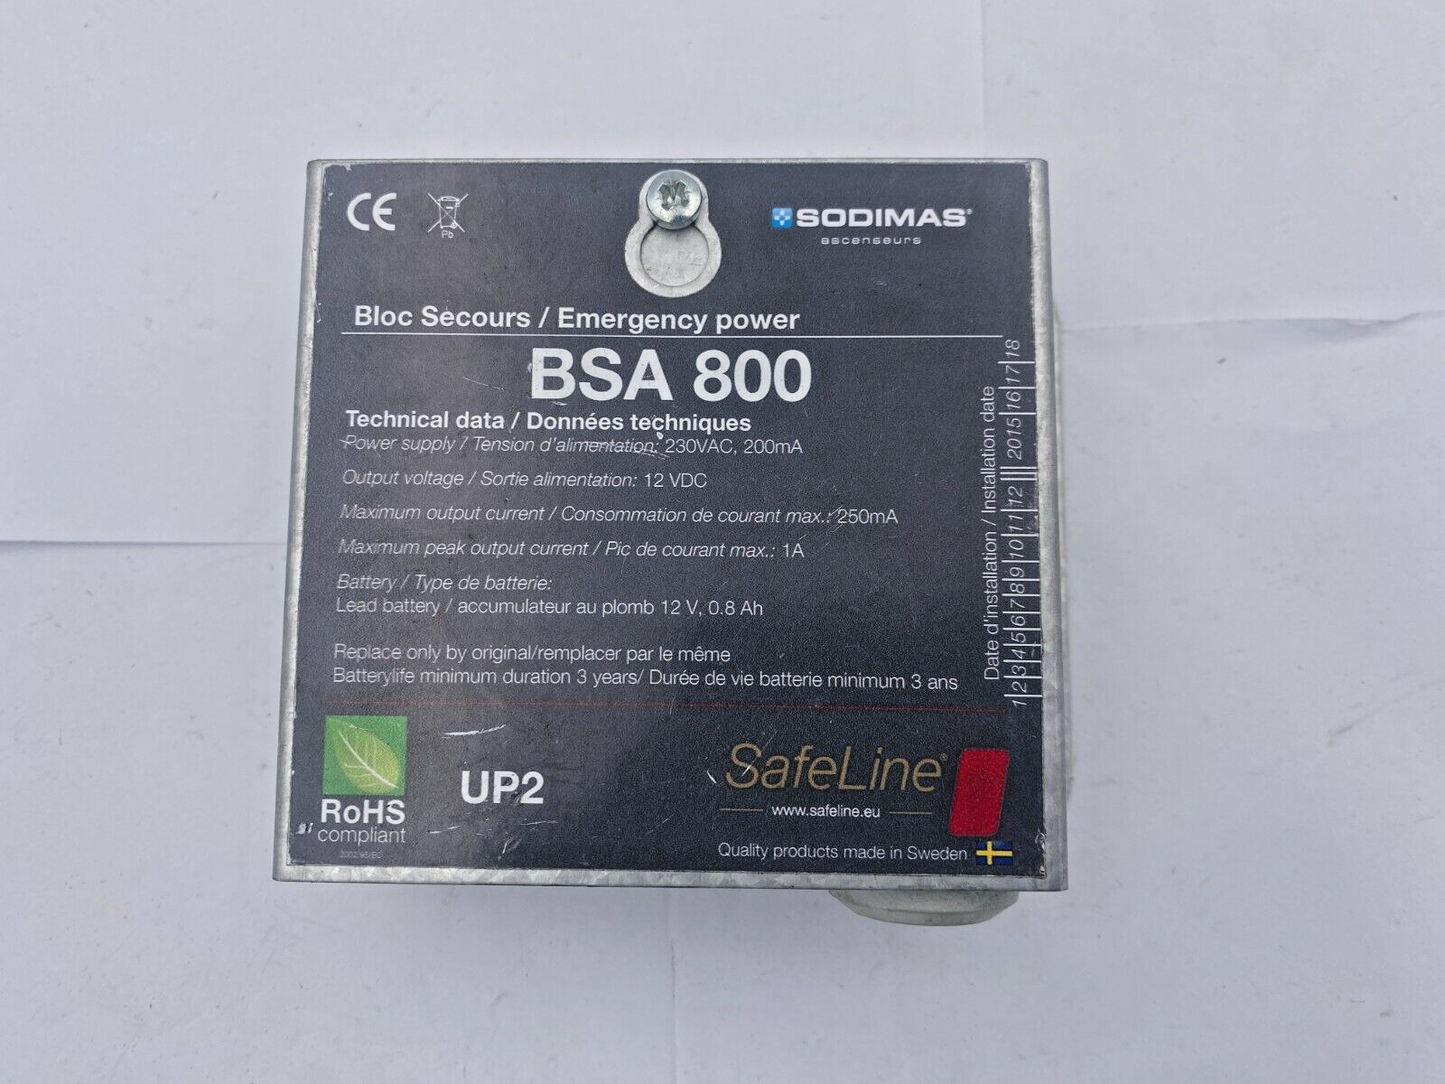 CE
Pb
SODIMAS
ascenseurs
Bloc Secours / Emergency power
BSA 800
Technical data / Données techniques
Power supply / Tension d'alimentation: 230VAC, 200mA
Output voltage / Sortie alimentation: 12 VDC
Maximum output current / Consommation de courant max.: 250mA
Maximum peak output current / Pic de courant max.: 1A
Battery / Type de batterie:
Lead battery / accumulateur au plomb 12 V, 0.8 Ah
Replace only by original/remplacer par le même
Batterylife minimum duration 3 years/ Durée de vie batterie minimum 3 ans
Date d'installation / Installation date
1 2 3 4 5 6 7 8 9 10 11 12 2015 16 17 18
RoHS
compliant
UP2
SafeLine®
www.safeline.eu
Quality products made in Sweden